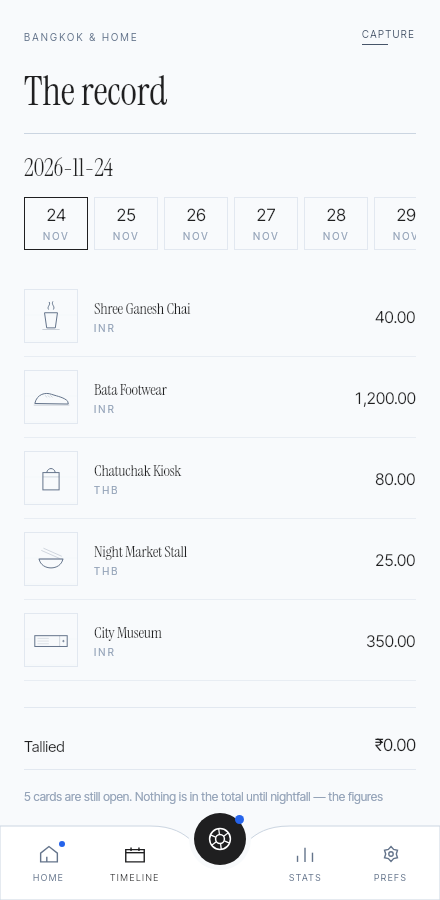 BANGKOK & HOME
CAPTURE
The record
2026-11-24
24 25 26 27 28 29
NOV NOV NOV NOV NOV NOV
Shree Ganesh Chai
INR
40.00
Bata Footwear
INR
1,200.00
Chatuchak Kiosk
THB
80.00
Night Market Stall
THB
25.00
City Museum
INR
350.00
Tallied
₹0.00
5 cards are still open. Nothing is in the total until nightfall — the figures
HOME TIMELINE STATS PREFS